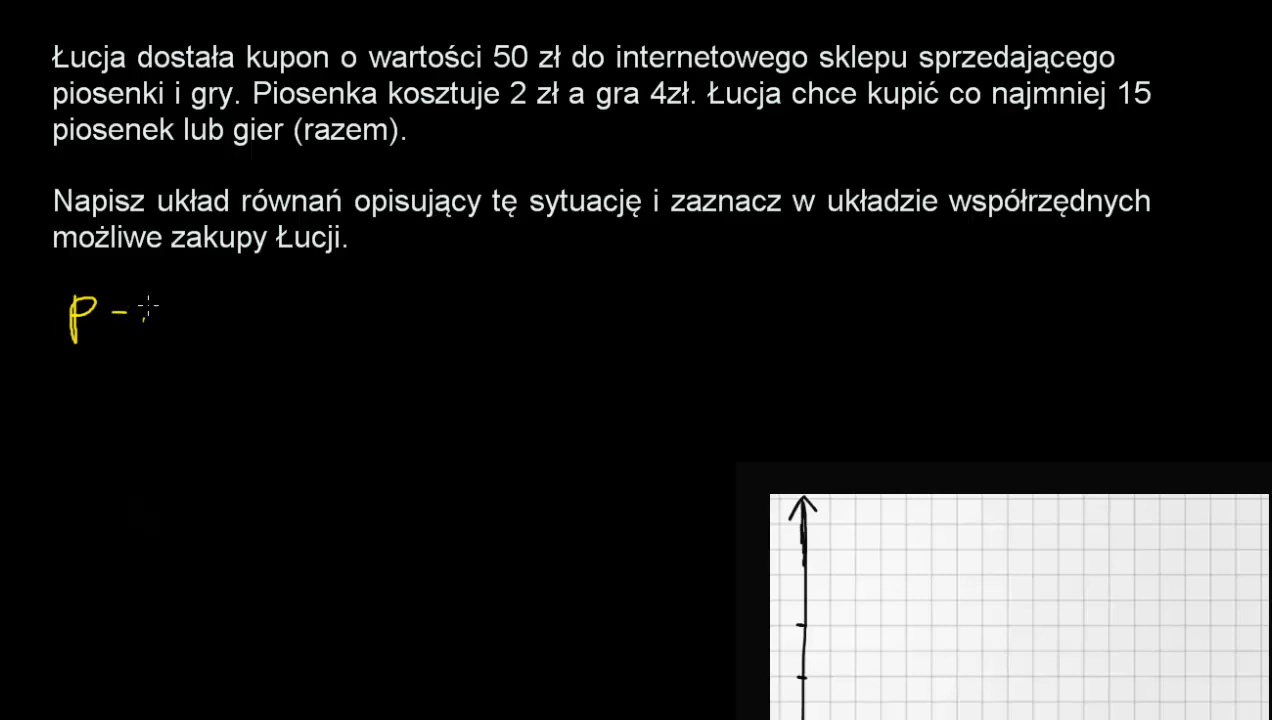 Łucja dostała kupon o wartości 50 zł do internetowego sklepu sprzedającego
piosenki i gry. Piosenka kosztuje 2 zł a gra 4zł. Łucja chce kupić co najmniej 15
piosenek lub gier (razem).
Napisz układ równań opisujący tę sytuację i zaznacz w układzie współrzędnych
możliwe zakupy Łucji.
P -